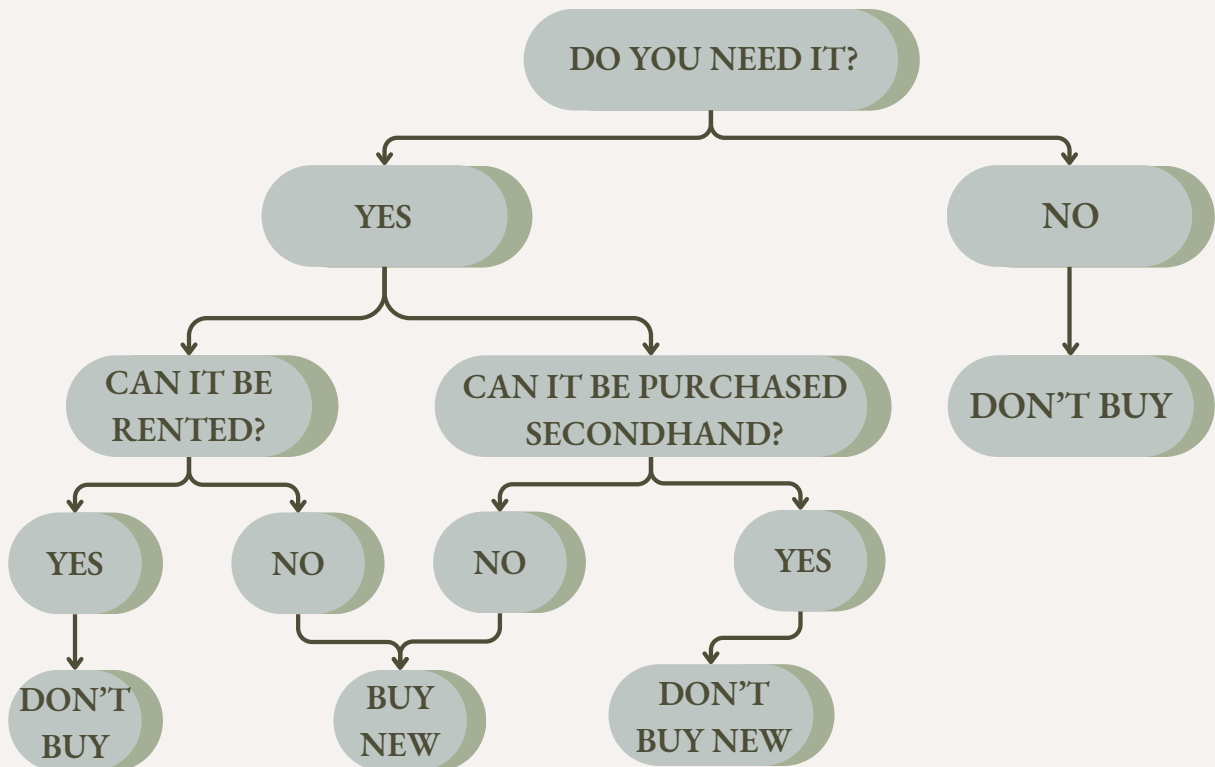 DO YOU NEED IT?
YES
NO
CAN IT BE
RENTED?
CAN IT BE PURCHASED
SECONDHAND?
DON’T BUY
YES
NO
NO
YES
DON’T
BUY
BUY
NEW
DON’T
BUY NEW